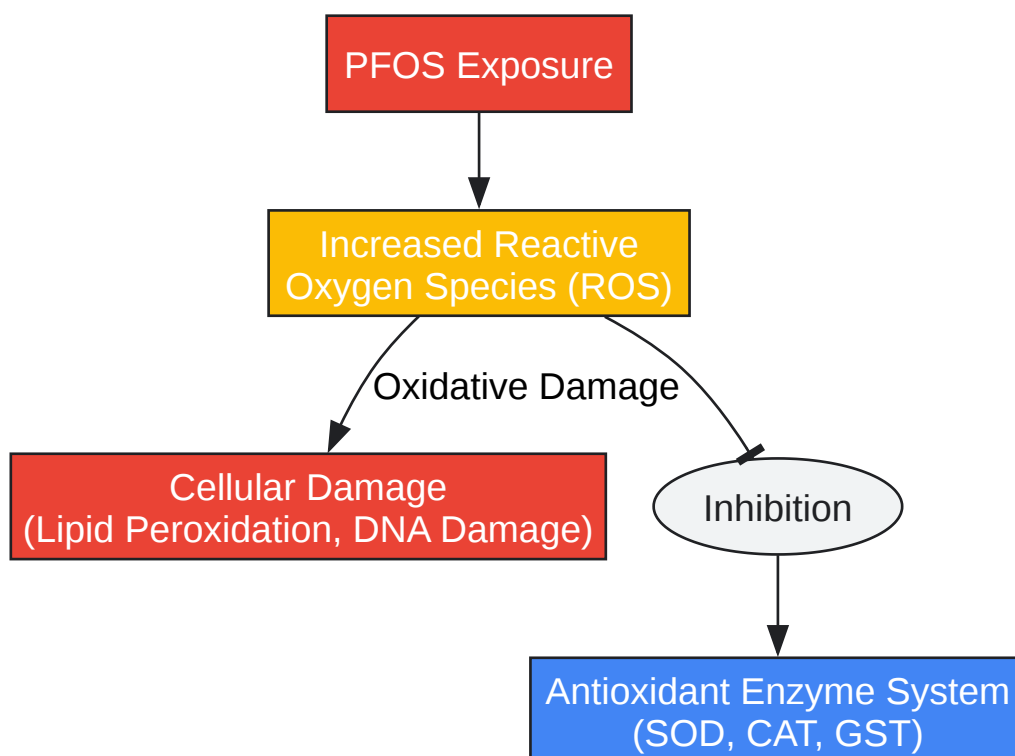 PFOS Exposure
Increased Reactive
Oxygen Species (ROS)
Oxidative Damage
Cellular Damage
(Lipid Peroxidation, DNA Damage)
Inhibition
Antioxidant Enzyme System
(SOD, CAT, GST)